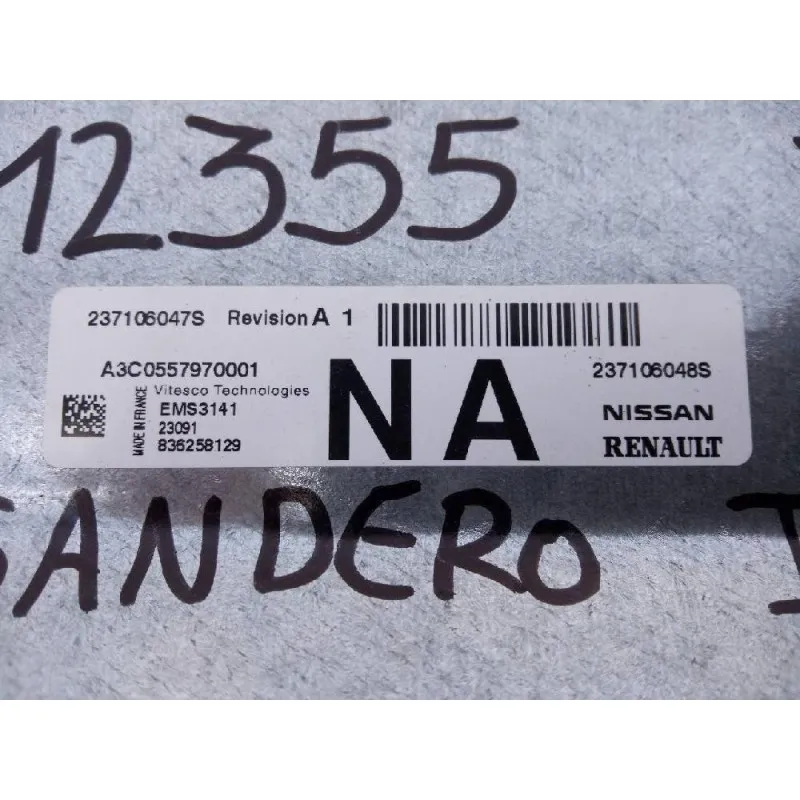 12355
237106047S Revision A 1
A3C0557970001
237106048S
Vitesco Technologies
MADE IN FRANCE
EMS3141
23091
836258129
NA
NISSAN
RENAULT
SANDERO